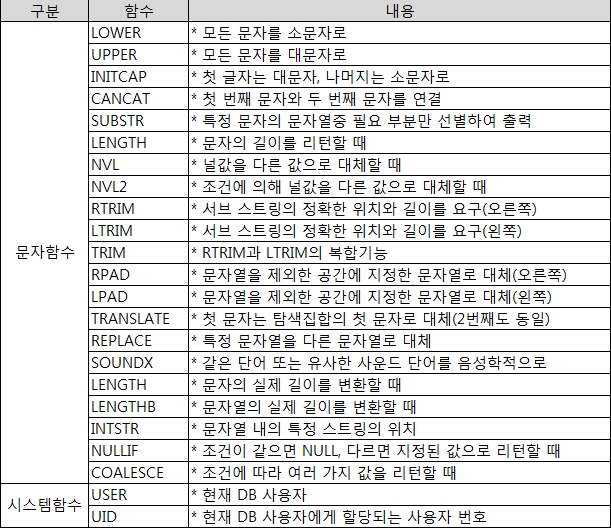 구분 함수 내용
LOWER * 모든 문자를 소문자로
UPPER * 모든 문자를 대문자로
INITCAP * 첫 글자는 대문자, 나머지는 소문자로
CANCAT * 첫 번째 문자와 두 번째 문자를 연결
SUBSTR * 특정 문자의 문자열중 필요 부분만 선별하여 출력
LENGTH * 문자의 길이를 리턴할 때
NVL * 널값을 다른 값으로 대체할 때
NVL2 * 조건에 의해 널값을 다른 값으로 대체할 때
RTRIM * 서브 스트링의 정확한 위치와 길이를 요구(오른쪽)
LTRIM * 서브 스트링의 정확한 위치와 길이를 요구(왼쪽)
문자함수 TRIM * RTRIM과 LTRIM의 복합기능
RPAD * 문자열을 제외한 공간에 지정한 문자열로 대체(오른쪽)
LPAD * 문자열을 제외한 공간에 지정한 문자열로 대체(왼쪽)
TRANSLATE * 첫 문자는 탐색집합의 첫 문자로 대체(2번째도 동일)
REPLACE * 특정 문자열을 다른 문자열로 대체
SOUNDX * 같은 단어 또는 유사한 사운드 단어를 음성학적으로
LENGTH * 문자의 실제 길이를 변환할 때
LENGTHB * 문자열의 실제 길이를 변환할 때
INTSTR * 문자열 내의 특정 스트링의 위치
NULLIF * 조건이 같으면 NULL, 다르면 지정된 값으로 리턴할 때
COALESCE * 조건에 따라 여러 가지 값을 리턴할 때
시스템함수 USER * 현재 DB 사용자
UID * 현재 DB 사용자에게 할당되는 사용자 번호